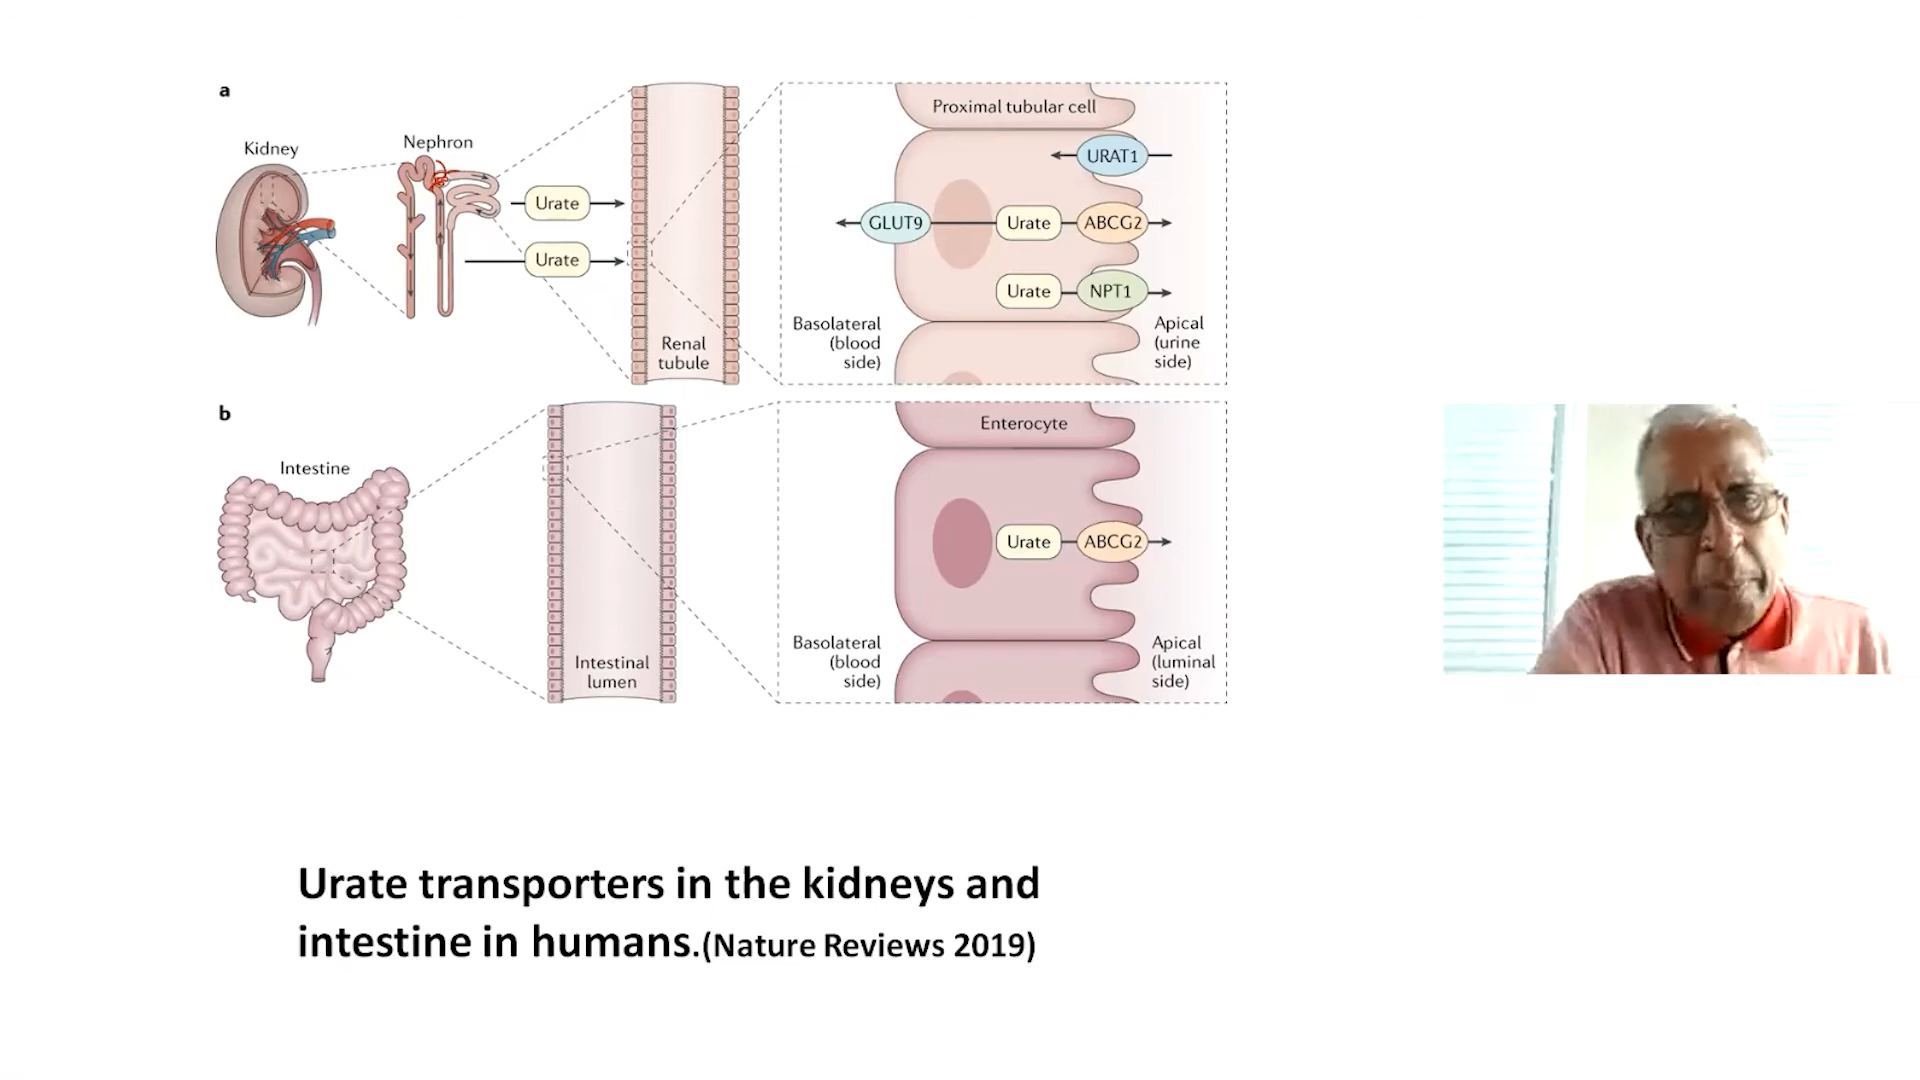 a
Kidney
Nephron
Urate
Urate
Renal
tubule
Proximal tubular cell
URAT1
GLUT9
Urate
ABCG2
Urate
NPT1
Basolateral
(blood
side)
Apical
(urine
side)
b
Intestine
Intestinal
lumen
Enterocyte
Urate
ABCG2
Basolateral
(blood
side)
Apical
(luminal
side)
Urate transporters in the kidneys and
intestine in humans.(Nature Reviews 2019)